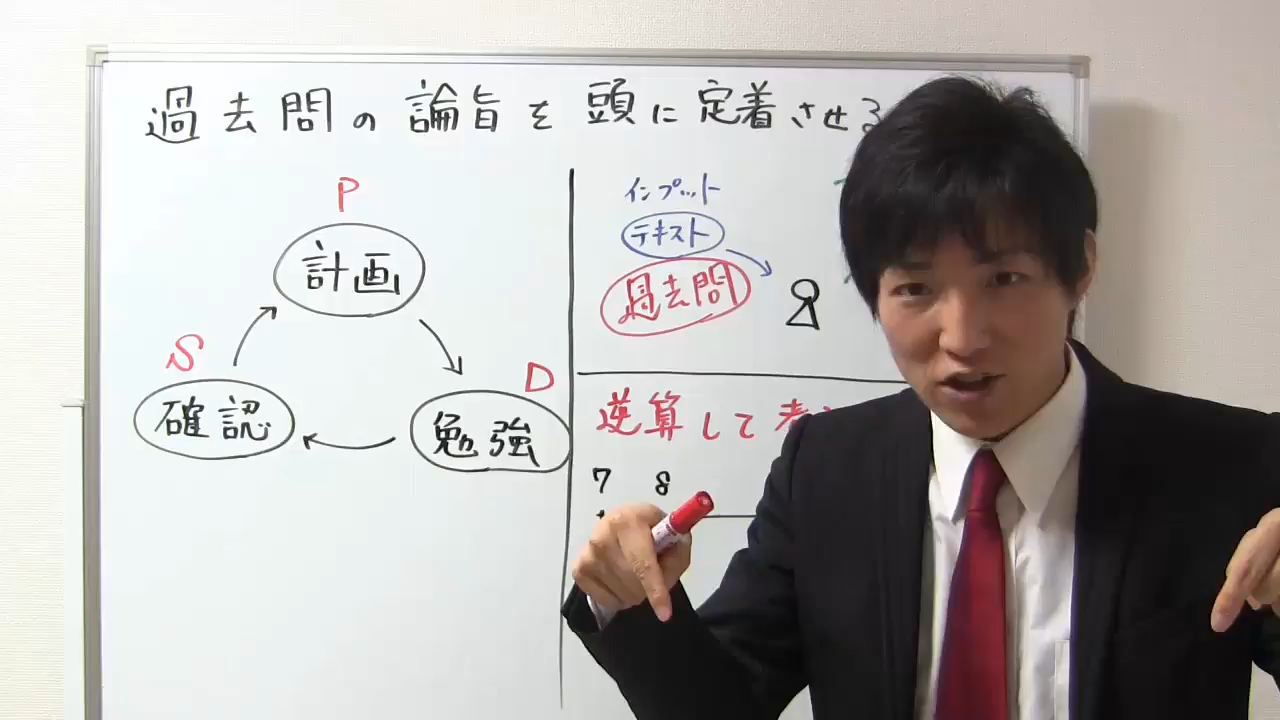 過去問の論旨を頭に定着させる
P
計画
S
確認
D
勉強
インプット
テキスト
過去問
逆算して考
7 8